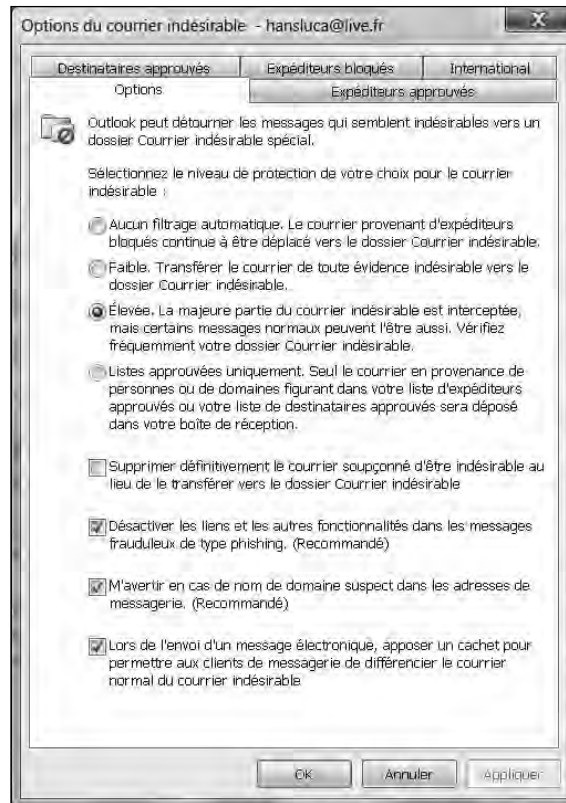 Options du courrier indésirable - hansluca@live.fr
Destinataires approuvés
Expéditeurs bloqués
International
Options
Expéditeurs approuvés
Outlook peut détourner les messages qui semblent indésirables vers un
dossier Courrier indésirable spécial.
Sélectionnez le niveau de protection de votre choix pour le courrier
indésirable :
Aucun filtrage automatique. Le courrier provenant d'expéditeurs
bloqués continue à être déplacé vers le dossier Courrier indésirable.
Faible. Transférer le courrier de toute évidence indésirable vers le
dossier Courrier indésirable.
Élevée. La majeure partie du courrier indésirable est interceptée,
mais certains messages normaux peuvent l'être aussi. Vérifiez
fréquemment votre dossier Courrier indésirable.
Listes approuvées uniquement. Seul le courrier en provenance de
personnes ou de domaines figurant dans votre liste d'expéditeurs
approuvés ou votre liste de destinataires approuvés sera déposé
dans votre boîte de réception.
Supprimer définitivement le courrier soupçonné d'être indésirable au
lieu de le transférer vers le dossier Courrier indésirable
Désactiver les liens et les autres fonctionnalités dans les messages
frauduleux de type phishing. (Recommandé)
M'avertir en cas de nom de domaine suspect dans les adresses de
messagerie. (Recommandé)
Lors de l'envoi d'un message électronique, apposer un cachet pour
permettre aux clients de messagerie de différencier le courrier
normal du courrier indésirable
OK
Annuler
Appliquer